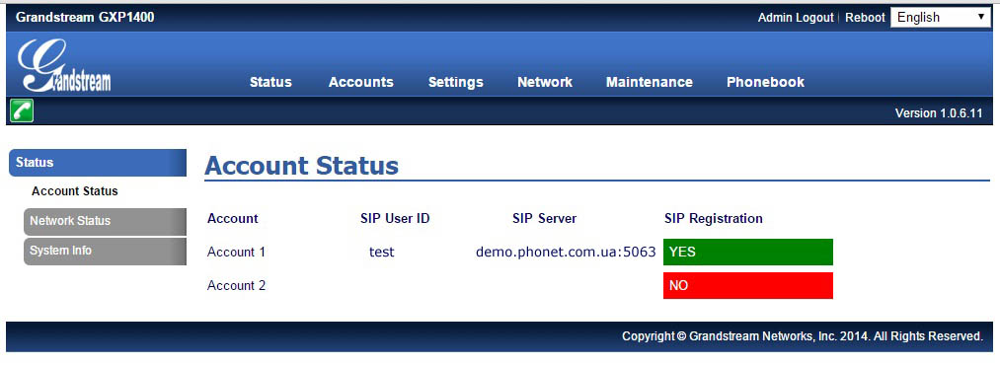 Grandstream GXP1400 Admin Logout | Reboot English
Grandstream
Status Accounts Settings Network Maintenance Phonebook
Version 1.0.6.11
Status
Account Status
Network Status
System Info
Account Status
Account SIP User ID SIP Server SIP Registration
Account 1 test demo.phonet.com.ua:5063 YES
Account 2 NO
Copyright © Grandstream Networks, Inc. 2014. All Rights Reserved.